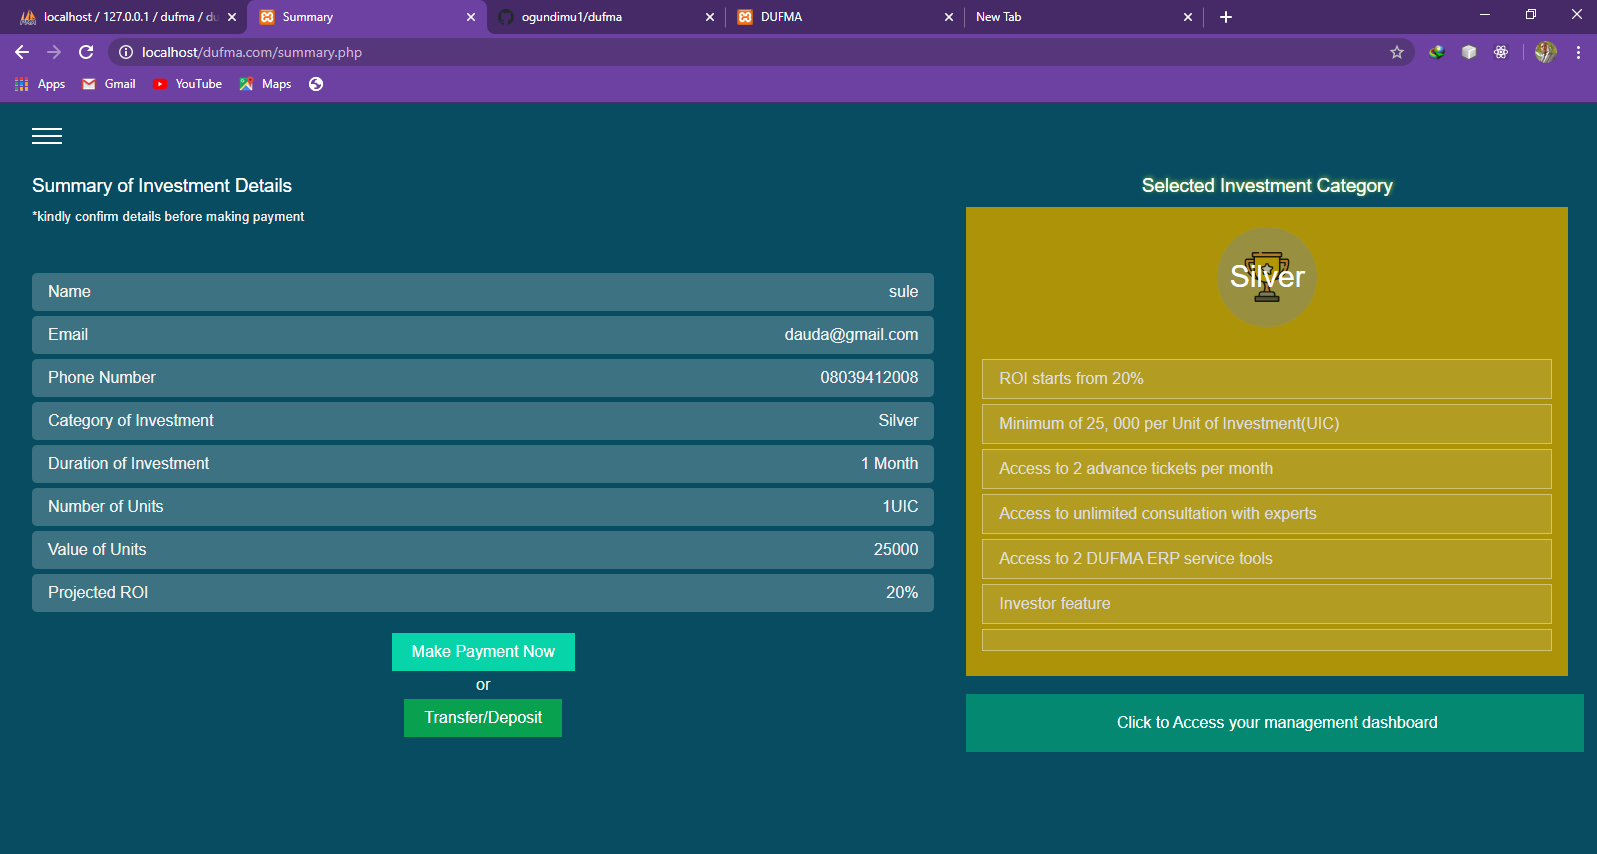 localhost / 127.0.0.1 / dufma / du
Summary
ogundimu1/dufma
DUFMA
New Tab
localhost/dufma.com/summary.php
Apps
Gmail
YouTube
Maps
Summary of Investment Details
*kindly confirm details before making payment
Name sule
Email dauda@gmail.com
Phone Number 08039412008
Category of Investment Silver
Duration of Investment 1 Month
Number of Units 1UIC
Value of Units 25000
Projected ROI 20%
Make Payment Now
or
Transfer/Deposit
Selected Investment Category
Silver
ROI starts from 20%
Minimum of 25, 000 per Unit of Investment(UIC)
Access to 2 advance tickets per month
Access to unlimited consultation with experts
Access to 2 DUFMA ERP service tools
Investor feature
Click to Access your management dashboard